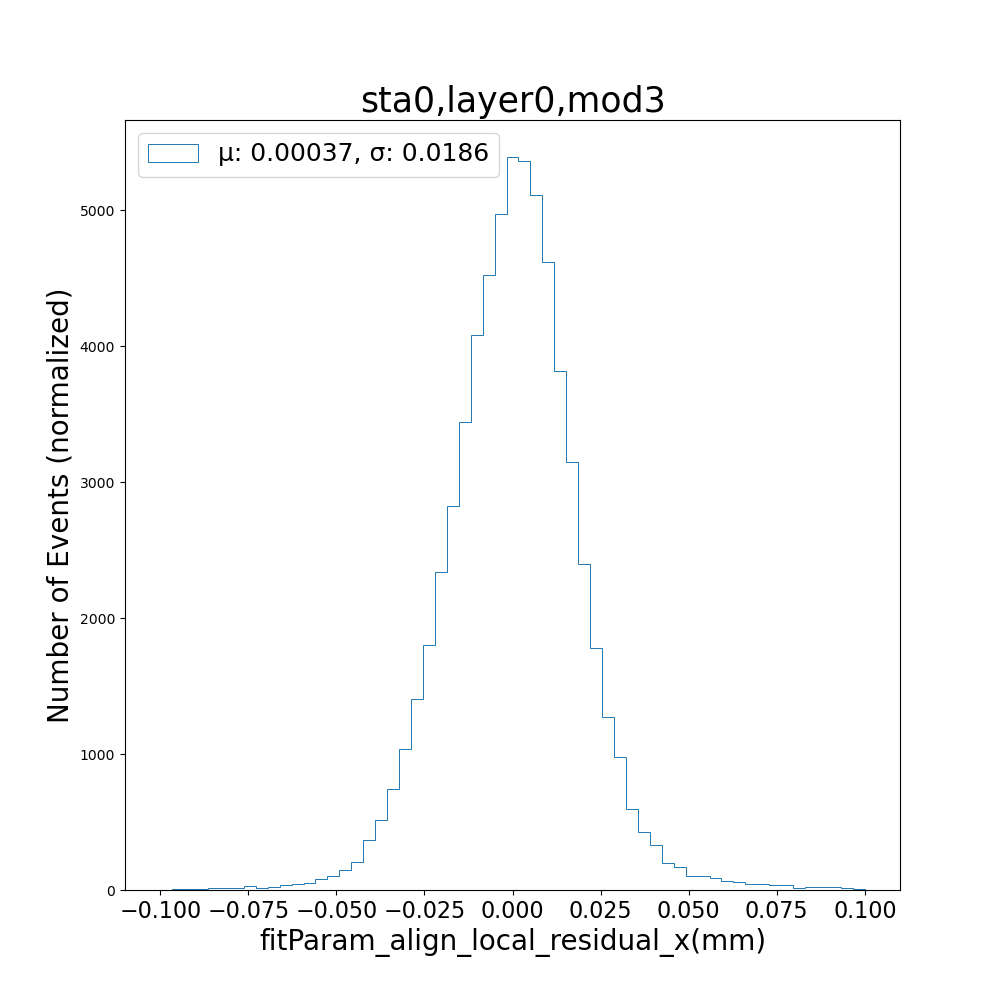 sta0,layer0,mod3
μ: 0.00037, σ: 0.0186
Number of Events (normalized)
5000
4000
3000
2000
1000
0
−0.100 −0.075 −0.050 −0.025 0.000 0.025 0.050 0.075 0.100
fitParam_align_local_residual_x(mm)